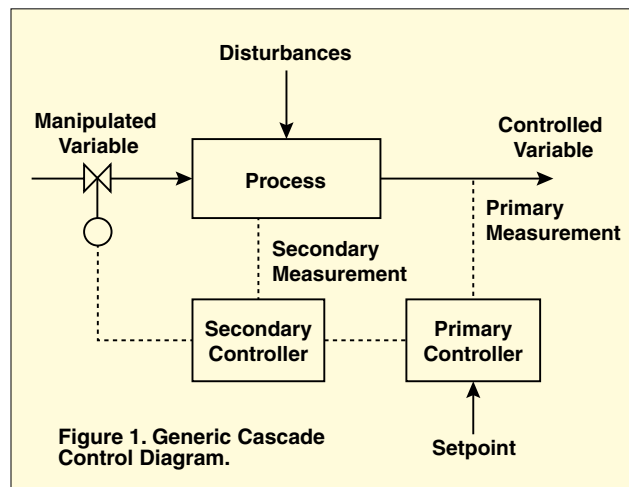 Disturbances
Manipulated
Variable
Controlled
Variable
Process
Primary
Measurement
Secondary
Measurement
Secondary
Controller
Primary
Controller
Figure 1. Generic Cascade
Control Diagram.
Setpoint